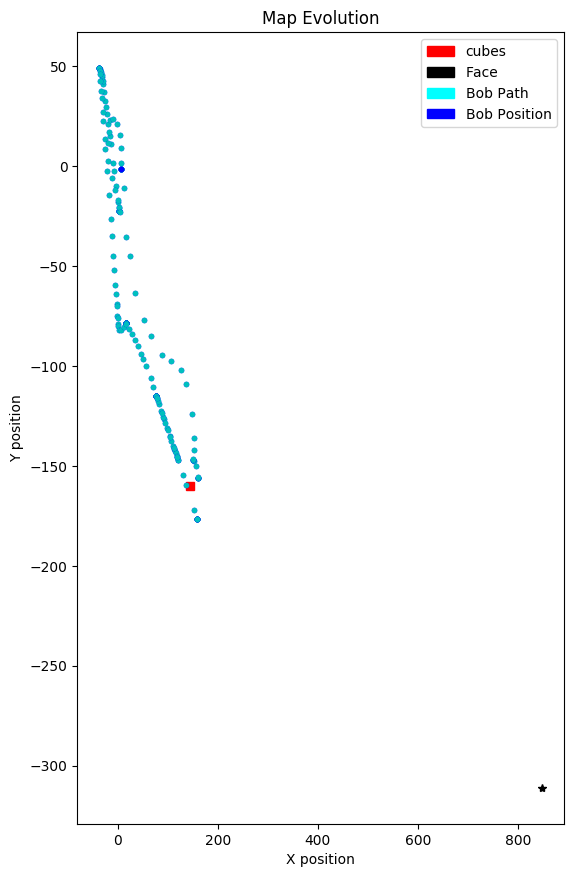 Map Evolution
cubes
Face
Bob Path
Bob Position
50
0
−50
−100
−150
−200
−250
−300
Y position
0
200
400
600
800
X position